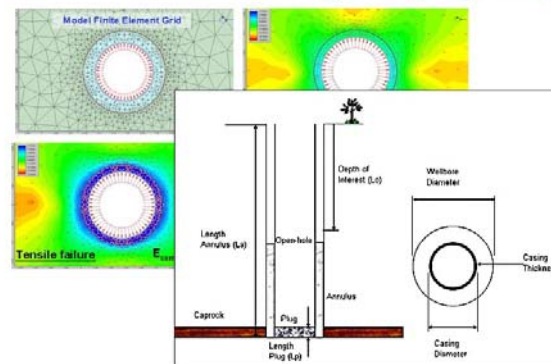 Model Finite Element Grid
Tensile failure
Depth of
Interest (Lc)
Wellbore
Diameter
Length
Annulus (La)
Open-hole
Casing
Thickne
Annulus
Caprock
Plug
Length
Plug (Lp)
Casing
Diameter